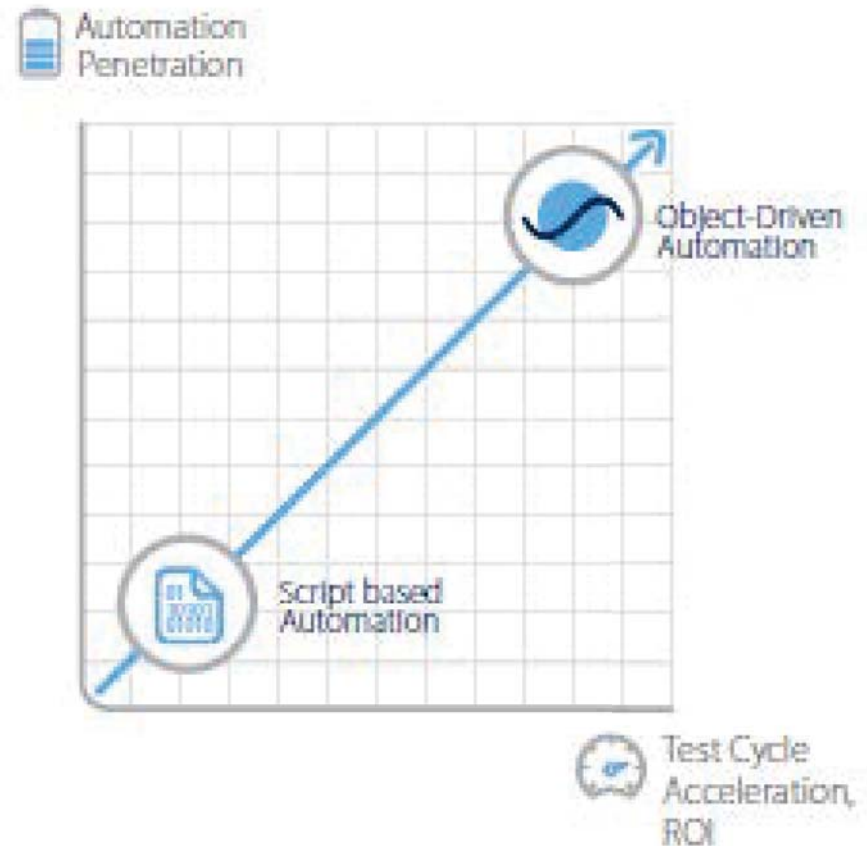 Automation
Penetration
Object-Driven
Automation
Script based
Automation
Test Cycle
Acceleration,
ROI